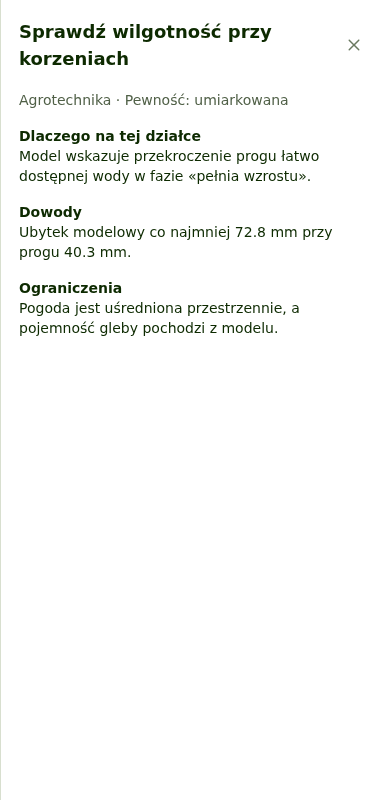 Sprawdź wilgotność przy
korzeniach
Agrotechnika · Pewność: umiarkowana
Dlaczego na tej działce
Model wskazuje przekroczenie progu łatwo
dostępnej wody w fazie «pełnia wzrostu».
Dowody
Ubytek modelowy co najmniej 72.8 mm przy
progu 40.3 mm.
Ograniczenia
Pogoda jest uśredniona przestrzennie, a
pojemność gleby pochodzi z modelu.